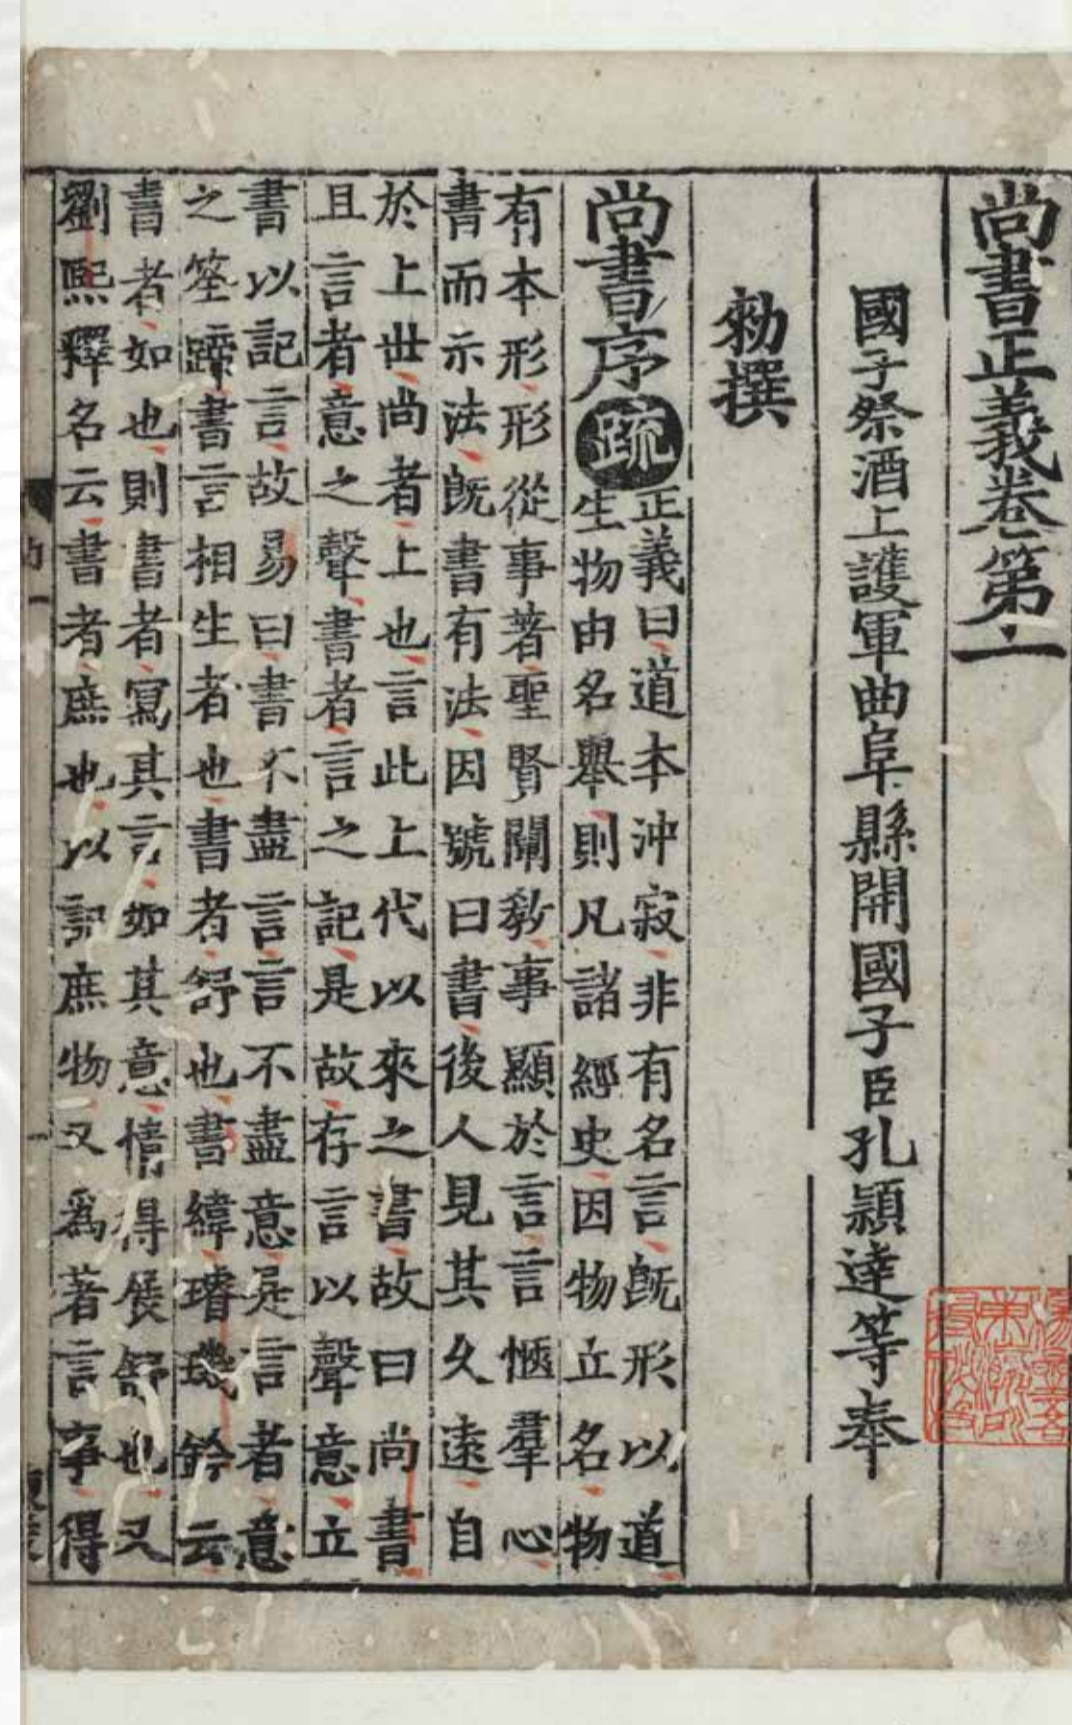 尚書正義卷第一
國子祭酒上護軍曲阜縣開國子臣孔穎達等奉
勑撰
尚書序疏
正義曰道本沖寂非有名言旣形以道
生物由名舉則凡諸經史因物立名物
有本形形從事著聖賢闡敎事顯於言言愜羣心
書而示法旣書有法因號曰書後人見其久遠自
於上世尚者上也言此上代以來之書故曰尚書
且言者意之聲書者言之記是故存言以聲意立
書以記言故易曰書不盡言言不盡意是言者意
之筌蹄書言相生者也書者舒也書緯璿璣鈐云
書者如也則書者寫其言如其意情得展舒也又
劉熙釋名云書者庶也以記庶物又爲著言事得